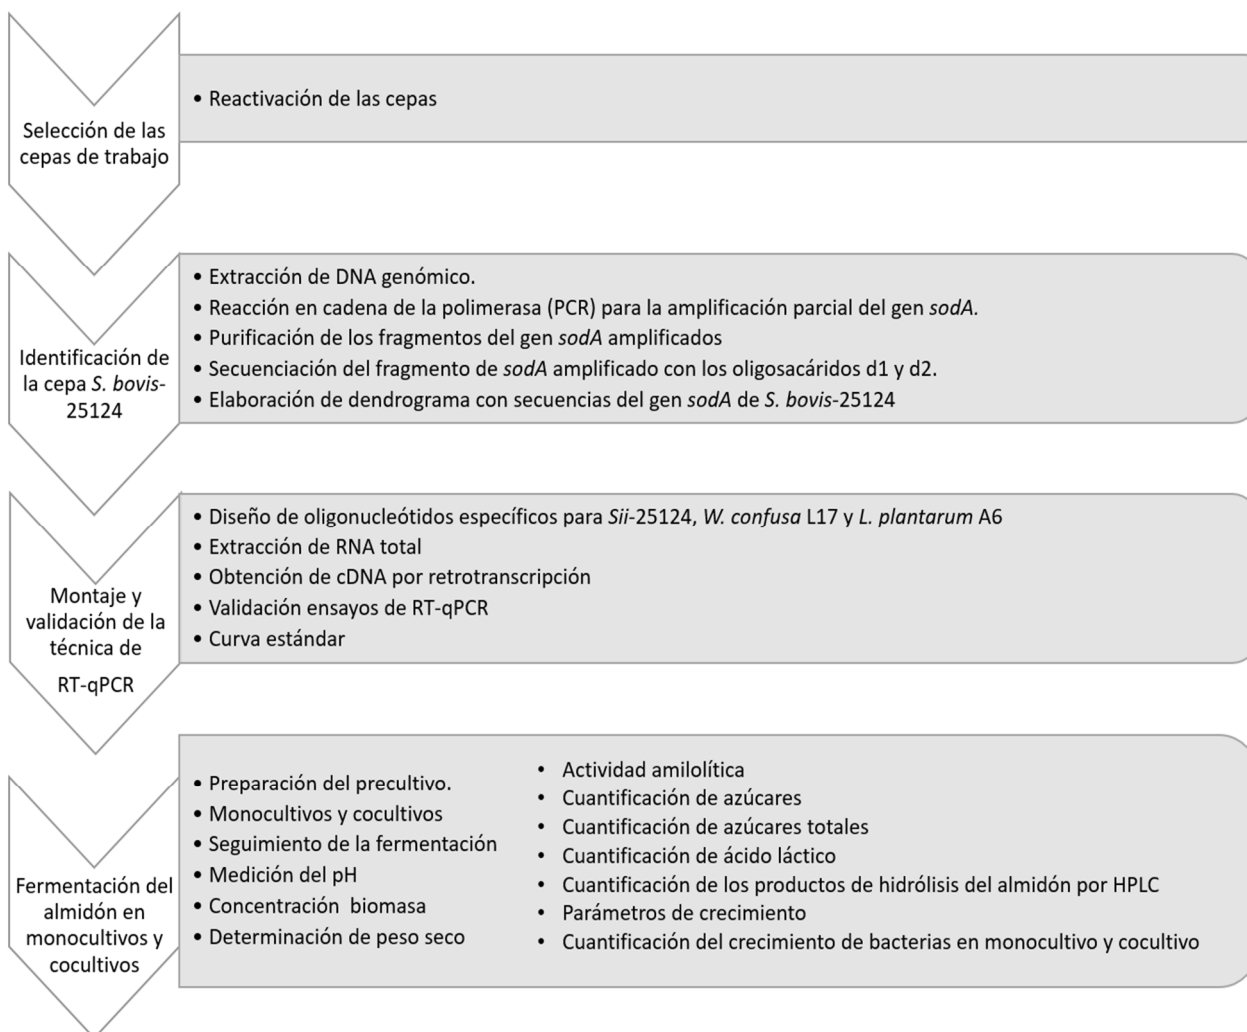 Selección de las
cepas de trabajo
• Reactivación de las cepas
Identificación de
la cepa S. bovis-
25124
• Extracción de DNA genómico.
• Reacción en cadena de la polimerasa (PCR) para la amplificación parcial del gen sodA.
• Purificación de los fragmentos del gen sodA amplificados
• Secuenciación del fragmento de sodA amplificado con los oligosacáridos d1 y d2.
• Elaboración de dendrograma con secuencias del gen sodA de S. bovis-25124
Montaje y
validación de la
técnica de
RT-qPCR
• Diseño de oligonucleótidos específicos para Sii-25124, W. confusa L17 y L. plantarum A6
• Extracción de RNA total
• Obtención de cDNA por retrotranscripción
• Validación ensayos de RT-qPCR
• Curva estándar
Fermentación del
almidón en
monocultivos y
cocultivos
• Preparación del precultivo.
• Monocultivos y cocultivos
• Seguimiento de la fermentación
• Medición del pH
• Concentración biomasa
• Determinación de peso seco
• Actividad amilolítica
• Cuantificación de azúcares
• Cuantificación de azúcares totales
• Cuantificación de ácido láctico
• Cuantificación de los productos de hidrólisis del almidón por HPLC
• Parámetros de crecimiento
• Cuantificación del crecimiento de bacterias en monocultivo y cocultivo